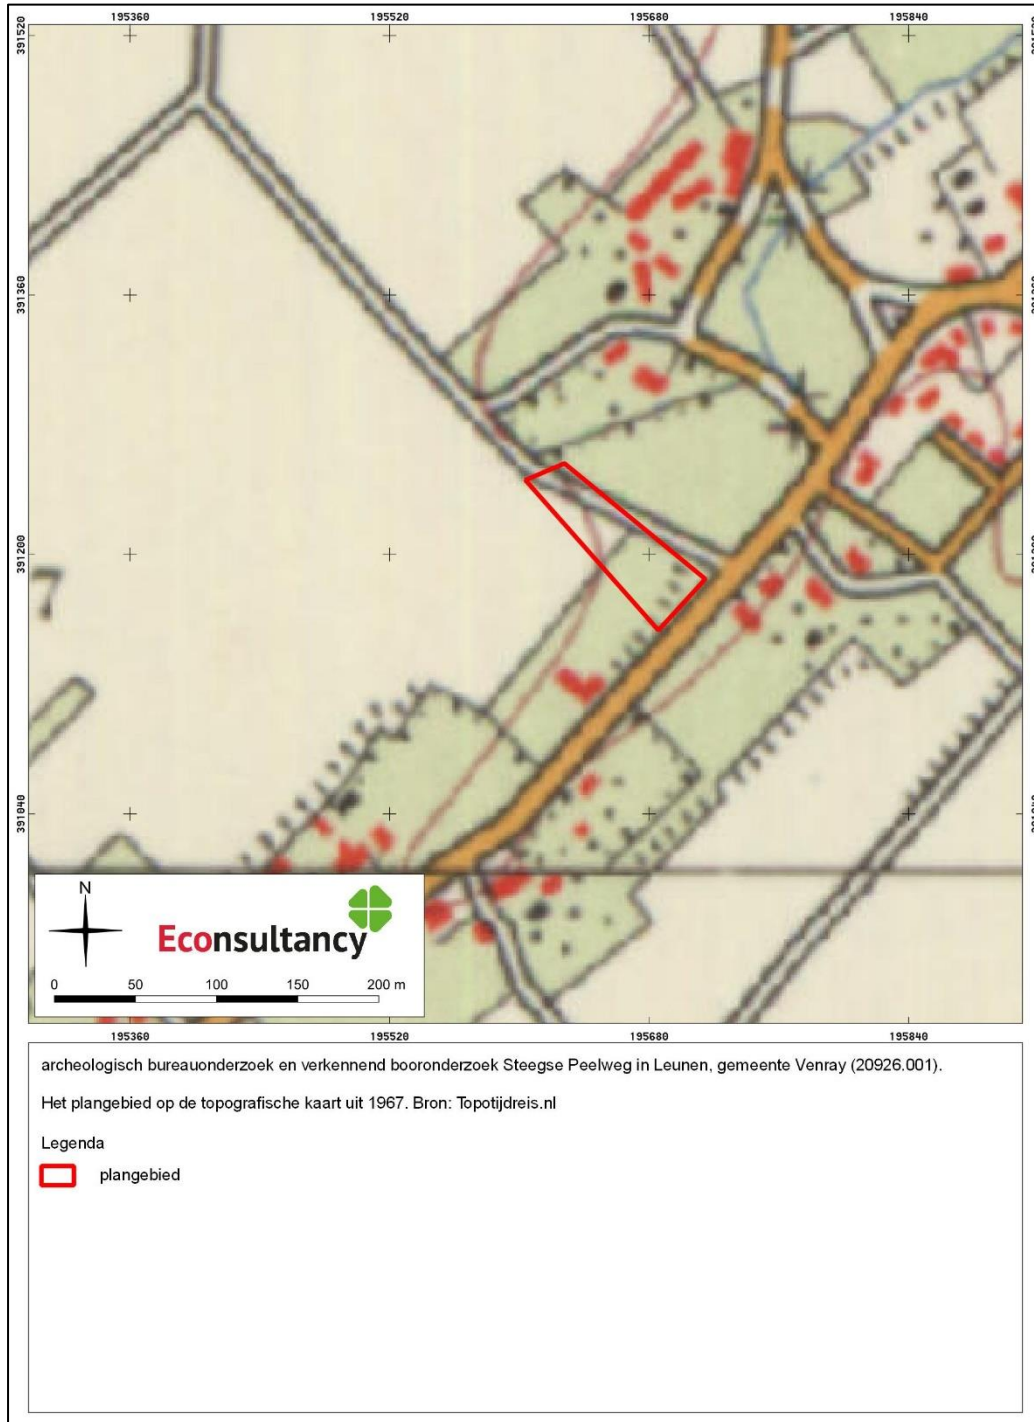 195360 195520 195680 195840
391520
391360
391200
391040
7
N
Econsultancy
0 50 100 150 200 m
195360 195520 195680 195840
archeologisch bureauonderzoek en verkennend booronderzoek Steegse Peelweg in Leunen, gemeente Venray (20926.001).
Het plangebied op de topografische kaart uit 1967. Bron: Topotijdreis.nl
Legenda
plangebied